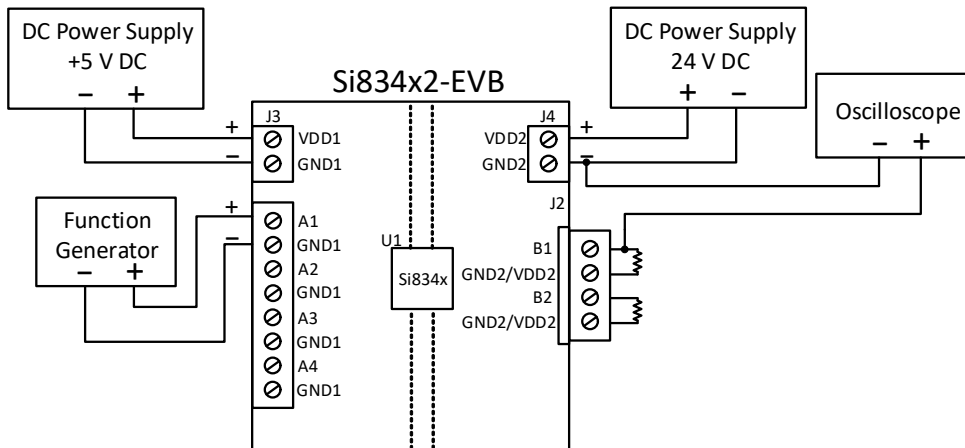 DC Power Supply
+5 V DC
− +
Si834x2-EVB
DC Power Supply
24 V DC
+ −
Oscilloscope
− +
J3
+ VDD1
− GND1
J4
VDD2 +
GND2 −
Function
Generator
− +
+ A1
− GND1
A2
GND1
A3
GND1
A4
GND1
U1
Si834x
J2
B1
GND2/VDD2
B2
GND2/VDD2